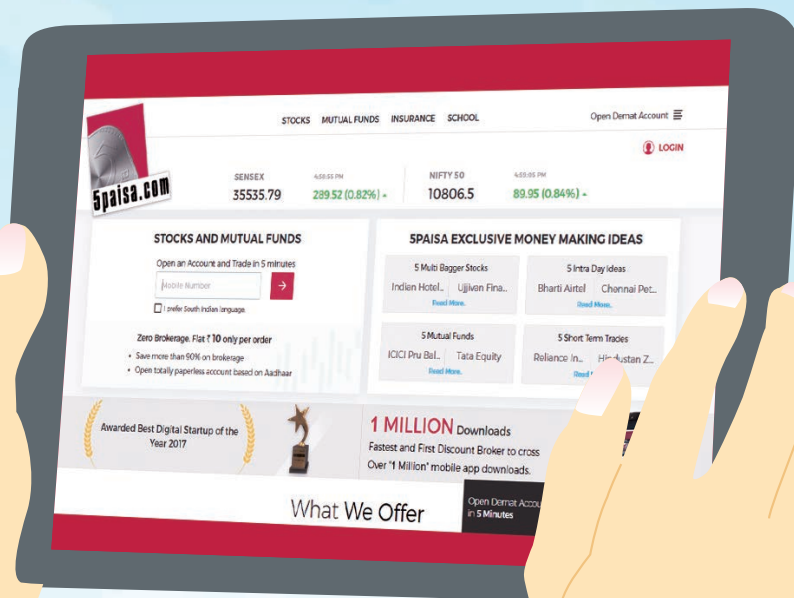 STOCKS MUTUAL FUNDS INSURANCE SCHOOL
Open Demat Account
LOGIN
5paisa.com
SENSEX 4:58:55 PM
35535.79 289.52 (0.82%)
NIFTY 50 4:55:05 PM
10806.5 89.95 (0.84%)
STOCKS AND MUTUAL FUNDS
Open an Account and Trade in 5 minutes
Mobile Number
I prefer South Indian language.
Zero Brokerage. Flat ₹ 10 only per order
• Save more than 90% on brokerage
• Open totally paperless account based on Aadhaar
5PAISA EXCLUSIVE MONEY MAKING IDEAS
5 Multi Bagger Stocks
Indian Hotel.. Ujjivan Fina...
Read More.
5 Intra Day Ideas
Bharti Airtel Chennai Pet...
Read More.
5 Mutual Funds
ICICI Pru Bal.. Tata Equity
Read More.
5 Short Term Trades
Reliance In... Hindustan Z...
Read
Awarded Best Digital Startup of the
Year 2017
1 MILLION Downloads
Fastest and First Discount Broker to cross
Over "1 Million" mobile app downloads.
What We Offer
Open Demat Accou
in 5 Minutes